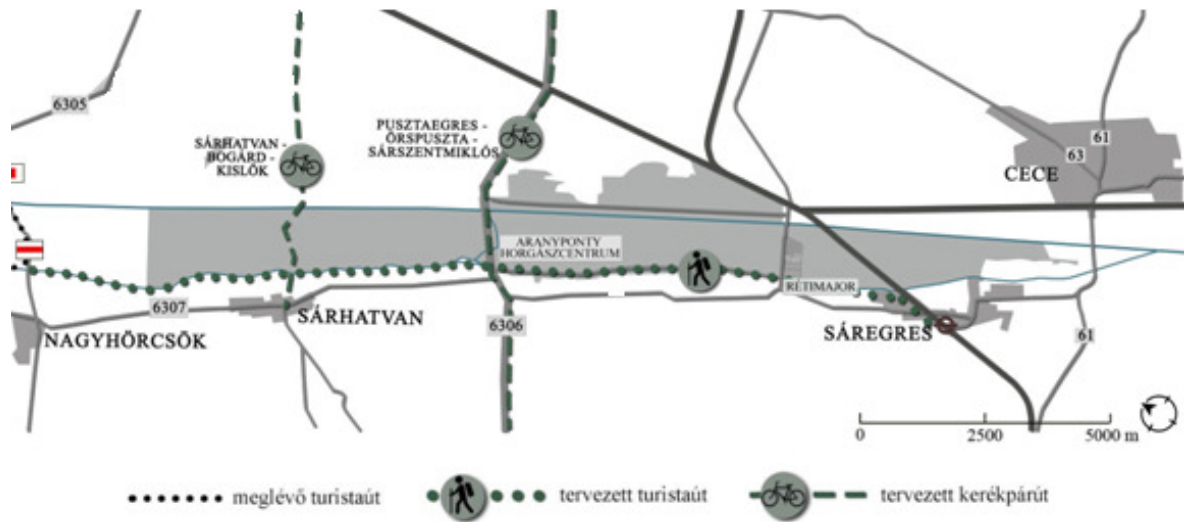 6305
SÁRHATVAN -
BOGÁRD -
KISLŐK
PUSZTAEGRES -
ŐRSPUSZTA -
SÁRSZENTMIKLÓS
61
63
CECE
ARANYPONTY
HORGÁSZCENTRUM
RÉTIMAJOR
6307
SÁRHATVAN
NAGYHÖRCSÖK
6306
SÁREGRES
61
0 2500 5000 m
meglévő turistaút
tervezett turistaút
tervezett kerékpárút